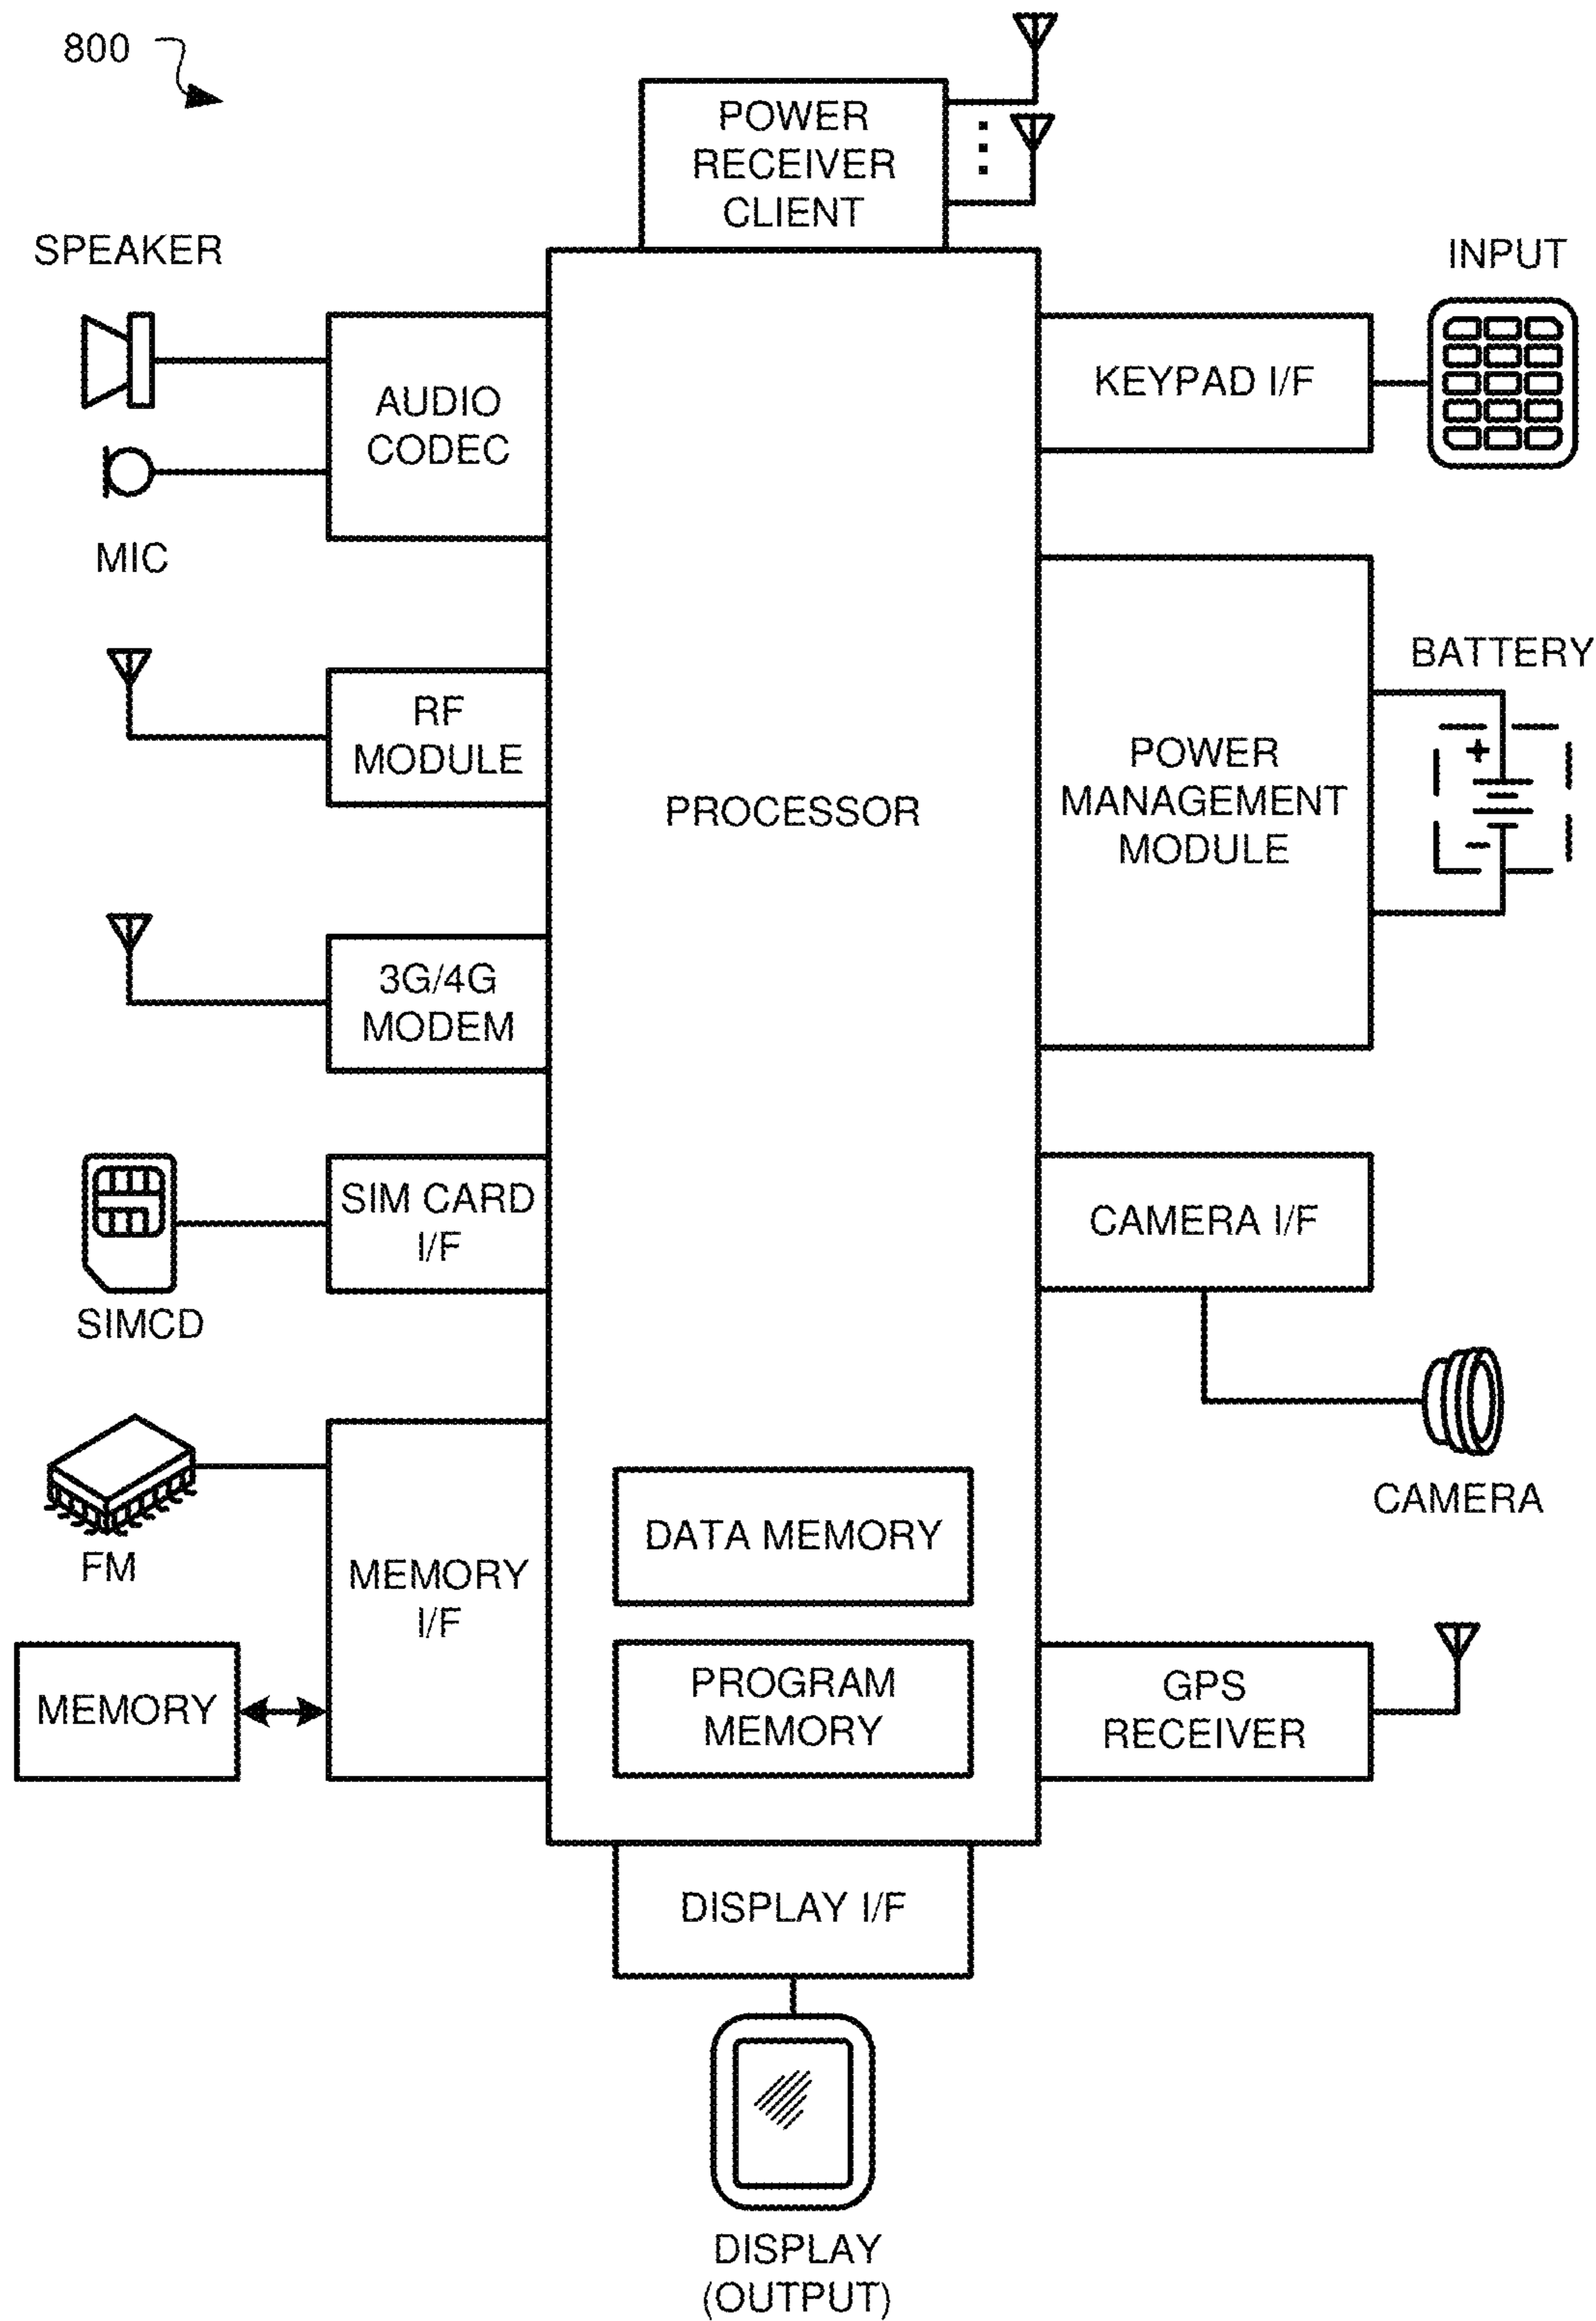 800
POWER
RECEIVER
CLIENT
SPEAKER
INPUT
AUDIO
CODEC
KEYPAD I/F
MIC
BATTERY
RF
MODULE
PROCESSOR
POWER
MANAGEMENT
MODULE
+
-
3G/4G
MODEM
SIM CARD
I/F
CAMERA I/F
SIMCD
CAMERA
FM
MEMORY
I/F
DATA MEMORY
MEMORY
PROGRAM
MEMORY
GPS
RECEIVER
DISPLAY I/F
DISPLAY
(OUTPUT)